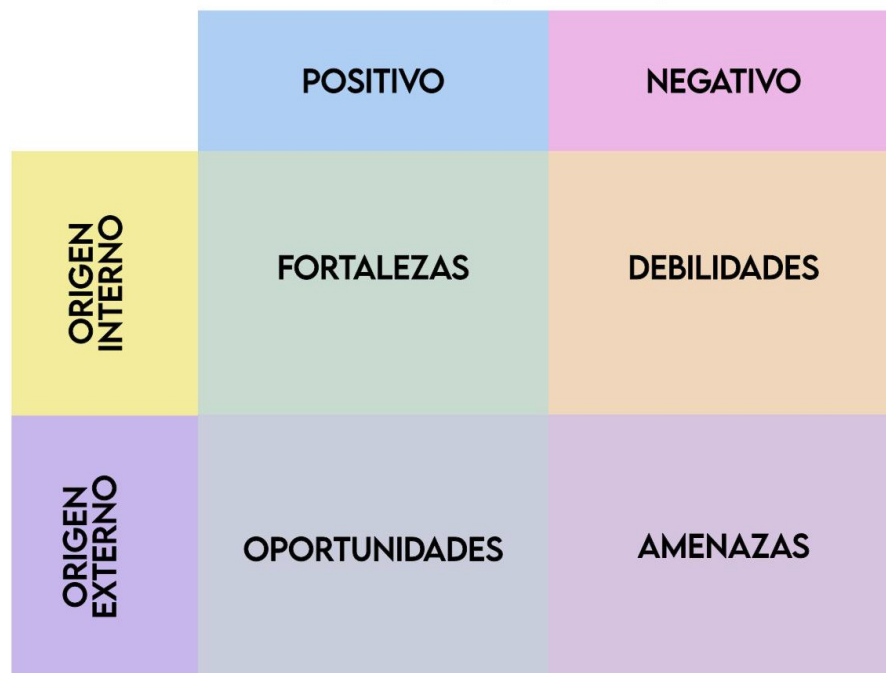 POSITIVO
NEGATIVO
ORIGEN
INTERNO
FORTALEZAS
DEBILIDADES
ORIGEN
EXTERNO
OPORTUNIDADES
AMENAZAS